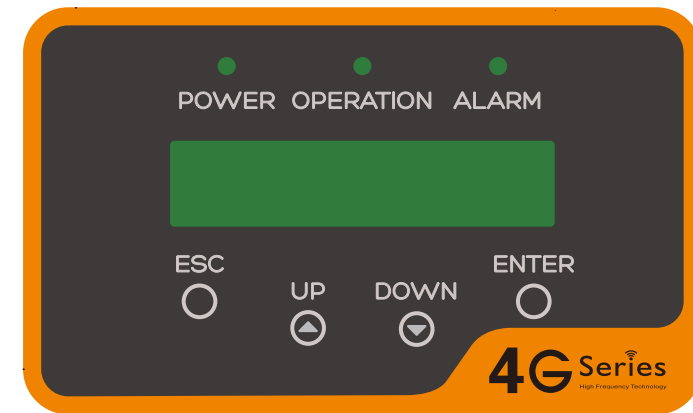 POWER OPERATION ALARM
ESC
ENTER
UP
DOWN
4G Series
High Frequency Technology